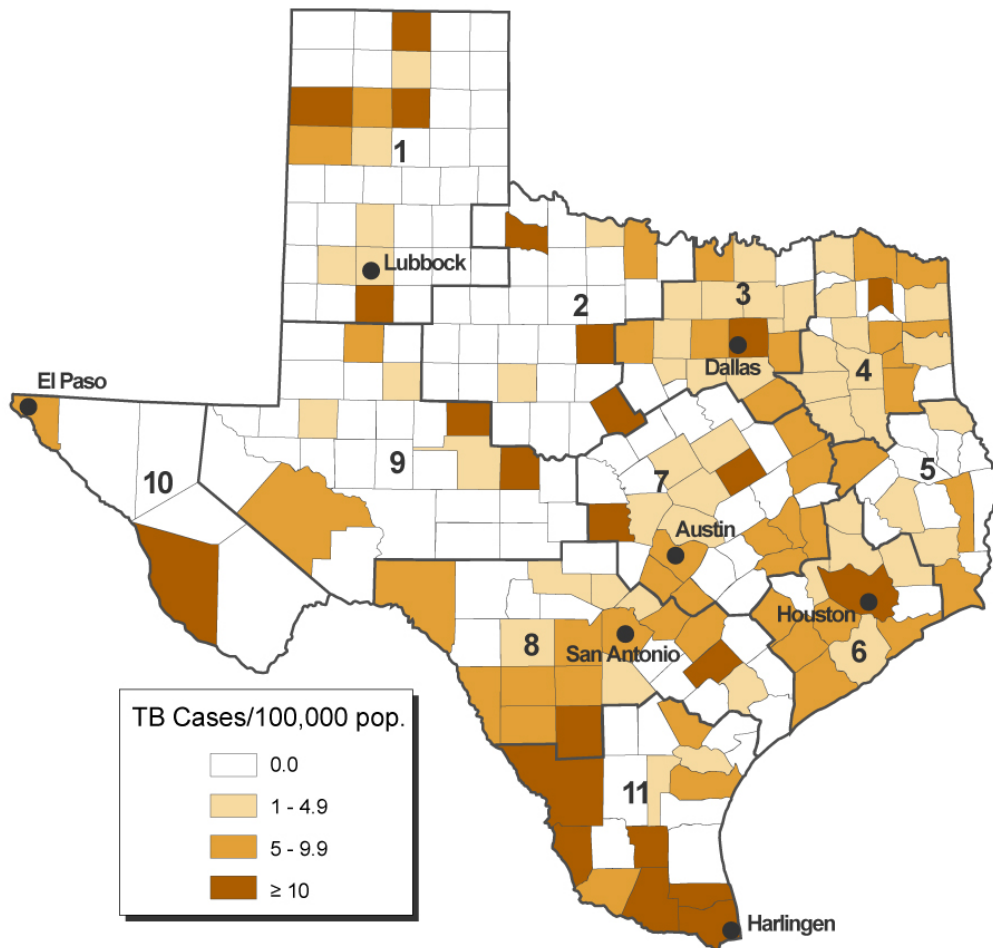 1
Lubbock
2
3
Dallas
El Paso
4
9
5
10
7
Austin
Houston
8
San Antonio
6
TB Cases/100,000 pop.
0.0
1 - 4.9
5 - 9.9
≥ 10
11
Harlingen